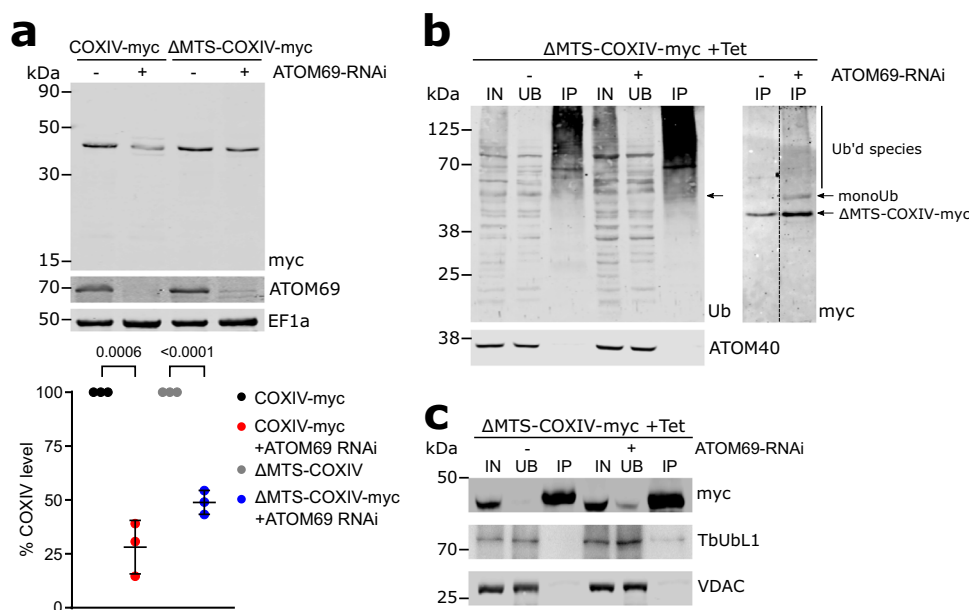 a
COXIV-myc ΔMTS-COXIV-myc
kDa - + - + ATOM69-RNAi
90
50
30
15
myc
70
ATOM69
50
EF1a
0.0006 <0.0001
100
75
50
25
0
% COXIV level
COXIV-myc
COXIV-myc
+ATOM69 RNAi
ΔMTS-COXIV
ΔMTS-COXIV-myc
+ATOM69 RNAi
b
ΔMTS-COXIV-myc +Tet
- + - + ATOM69-RNAi
kDa IN UB IP IN UB IP IP IP
125
70
38
25
Ub
Ub'd species
monoUb
ΔMTS-COXIV-myc
myc
38
ATOM40
c
ΔMTS-COXIV-myc +Tet
kDa - + ATOM69-RNAi
IN UB IP IN UB IP
50
myc
70
TbUbL1
25
VDAC